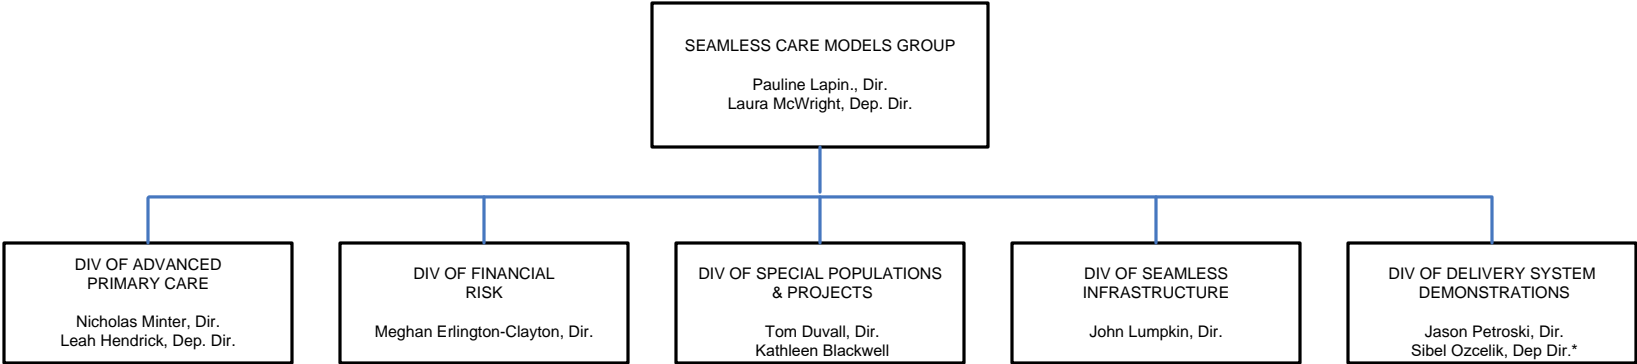 SEAMLESS CARE MODELS GROUP
Pauline Lapin., Dir.
Laura McWright, Dep. Dir.
DIV OF ADVANCED
PRIMARY CARE
Nicholas Minter, Dir.
Leah Hendrick, Dep. Dir.
DIV OF FINANCIAL
RISK
Meghan Erlington-Clayton, Dir.
DIV OF SPECIAL POPULATIONS
& PROJECTS
Tom Duvall, Dir.
Kathleen Blackwell
DIV OF SEAMLESS
INFRASTRUCTURE
John Lumpkin, Dir.
DIV OF DELIVERY SYSTEM
DEMONSTRATIONS
Jason Petroski, Dir.
Sibel Ozcelik, Dep Dir.*